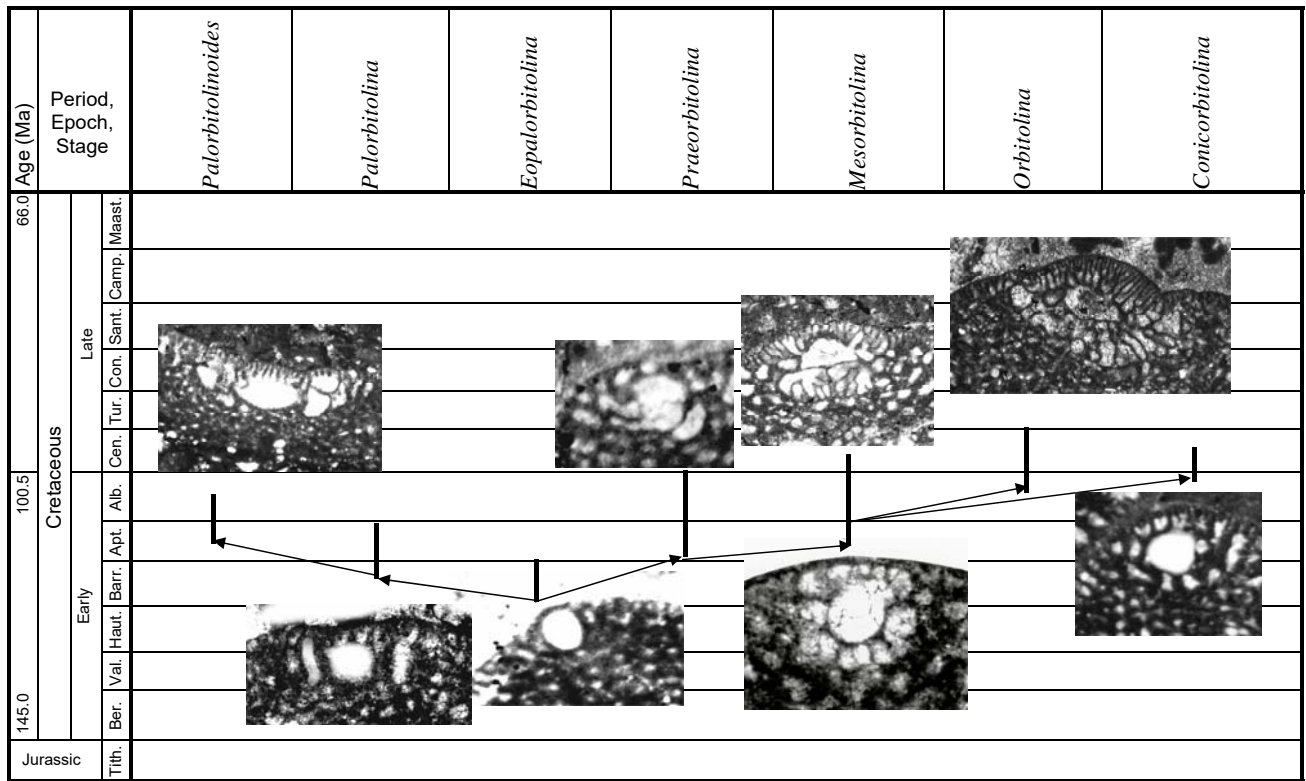 Age (Ma)
Period,
Epoch,
Stage
Palorbitolinoides
Palorbitolina
Eopalorbitolina
Praeorbitolina
Mesorbitolina
Orbitolina
Conicorbitolina
66.0
100.5
145.0
Cretaceous
Late
Early
Maast.
Camp.
Sant.
Con.
Tur.
Cen.
Alb.
Apt.
Barr.
Haut.
Val.
Ber.
Jurassic
Tith.